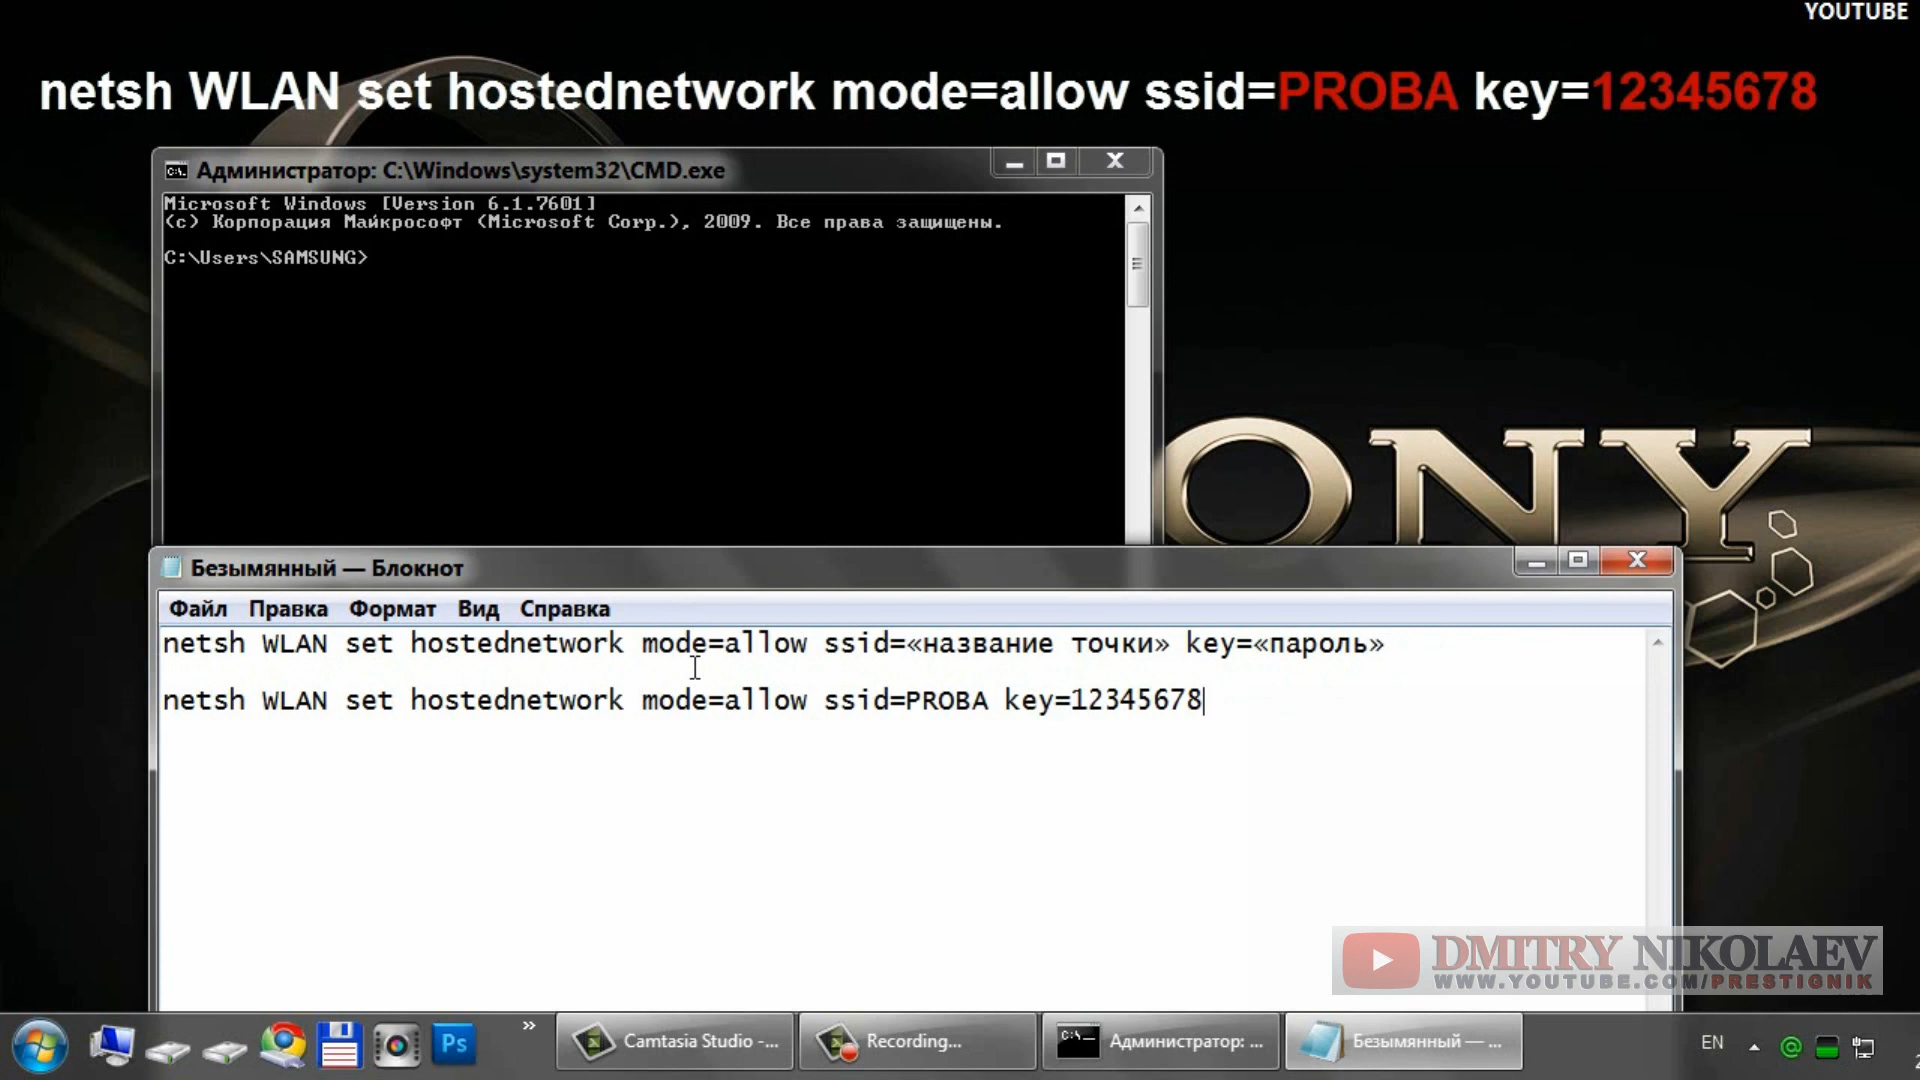 YOUTUBE
netsh WLAN set hostednetwork mode=allow ssid=PROBA key=12345678
Администратор: C:\Windows\system32\CMD.exe
Microsoft Windows [Version 6.1.7601]
(c) Корпорация Майкрософт (Microsoft Corp.), 2009. Все права защищены.
C:\Users\SAMSUNG>
ONY
Безымянный — Блокнот
Файл Правка Формат Вид Справка
netsh WLAN set hostednetwork mode=allow ssid=«название точки» key=«пароль»
netsh WLAN set hostednetwork mode=allow ssid=PROBA key=12345678
DMITRY NIKOLAEV
WWW.YOUTUBE.COM/PRESTIGNIK
Ps » Camtasia Studio -... Recording... Администратор: ... Безымянный — ... EN